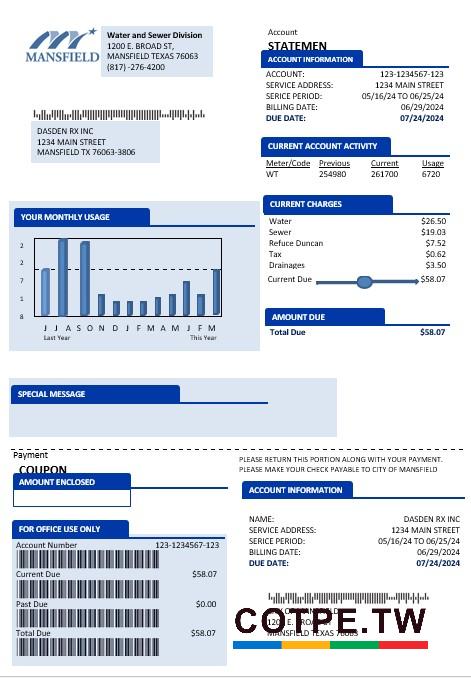 MANSFIELD
Water and Sewer Division
1200 E. BROAD ST,
MANSFIELD TEXAS 76063
(817) -276-4200
DASDEN RX INC
1234 MAIN STREET
MANSFIELD TX 76063-3806
Account
STATEMEN
ACCOUNT INFORMATION
ACCOUNT: 123-1234567-123
SERVICE ADDRESS: 1234 MAIN STREET
SERICE PERIOD: 05/16/24 TO 06/25/24
BILLING DATE: 06/29/2024
DUE DATE: 07/24/2024
CURRENT ACCOUNT ACTIVITY
Meter/Code Previous Current Usage
WT 254980 261700 6720
YOUR MONTHLY USAGE
2
2
7
1
8
J J A S O N D J F M A M J J F M
Last Year This Year
CURRENT CHARGES
Water $26.50
Sewer $19.03
Refuce Duncan $7.52
Tax $0.62
Drainages $3.50
Current Due $58.07
AMOUNT DUE
Total Due $58.07
SPECIAL MESSAGE
Payment
COUPON
AMOUNT ENCLOSED
FOR OFFICE USE ONLY
Account Number 123-1234567-123
Current Due $58.07
Past Due $0.00
Total Due $58.07
PLEASE RETURN THIS PORTION ALONG WITH YOUR PAYMENT.
PLEASE MAKE YOUR CHECK PAYABLE TO CITY OF MANSFIELD
ACCOUNT INFORMATION
NAME: DASDEN RX INC
SERVICE ADDRESS: 1234 MAIN STREET
SERICE PERIOD: 05/16/24 TO 06/25/24
BILLING DATE: 06/29/2024
DUE DATE: 07/24/2024
COTPE.TW
MANSFIELD TEXAS 76063